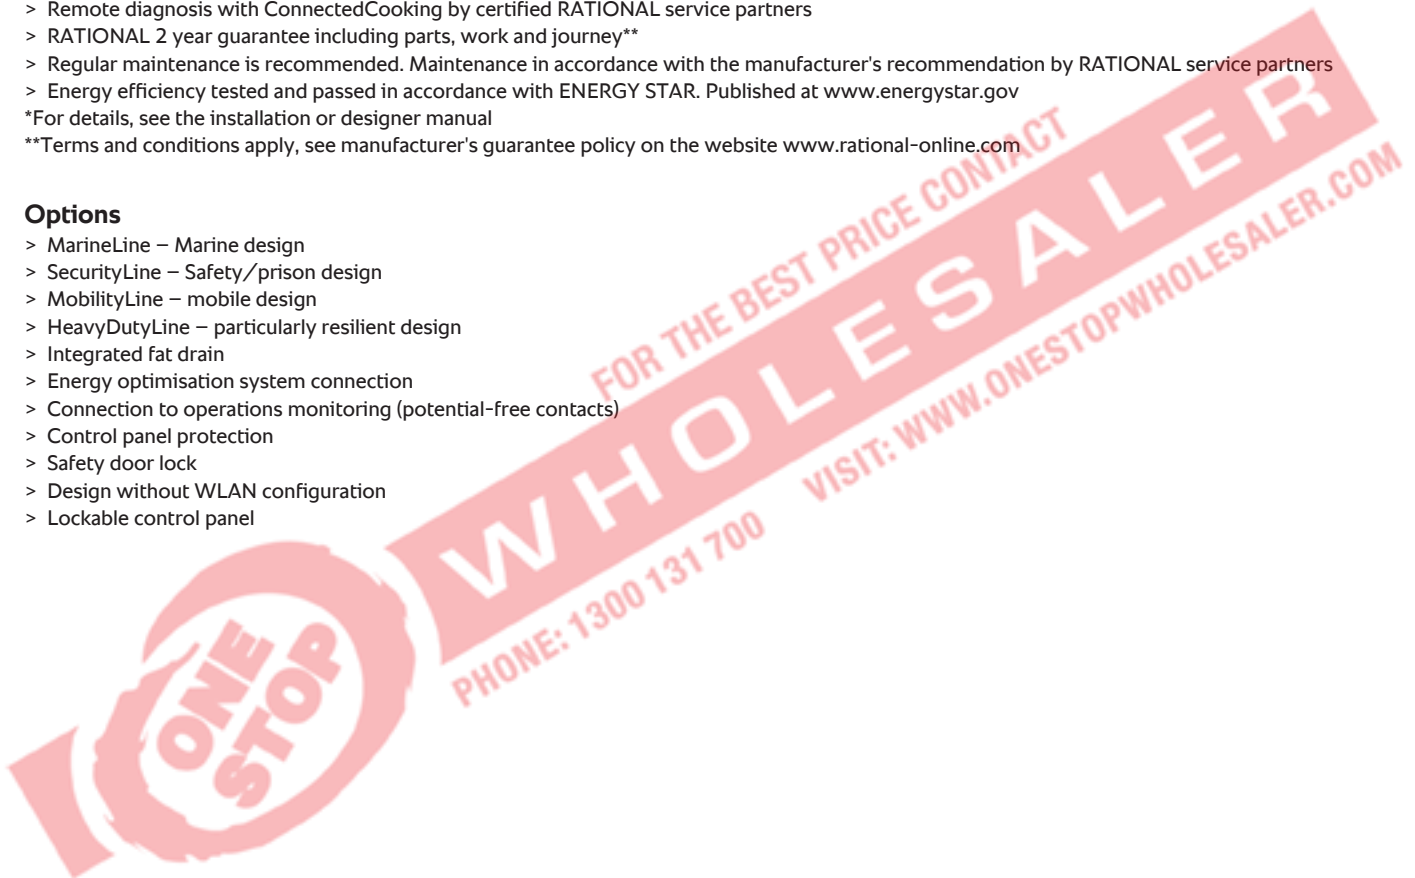 > Remote diagnosis with ConnectedCooking by certified RATIONAL service partners
> RATIONAL 2 year guarantee including parts, work and journey**
> Regular maintenance is recommended. Maintenance in accordance with the manufacturer's recommendation by RATIONAL service partners
> Energy efficiency tested and passed in accordance with ENERGY STAR. Published at www.energystar.gov
*For details, see the installation or designer manual
**Terms and conditions apply, see manufacturer's guarantee policy on the website www.rational-online.com
Options
> MarineLine – Marine design
> SecurityLine – Safety/prison design
> MobilityLine – mobile design
> HeavyDutyLine – particularly resilient design
> Integrated fat drain
> Energy optimisation system connection
> Connection to operations monitoring (potential-free contacts)
> Control panel protection
> Safety door lock
> Design without WLAN configuration
> Lockable control panel
FOR THE BEST PRICE CONTACT
ONE
STOP
WHOLESALER
PHONE: 1300 131 700 VISIT: WWW.ONESTOPWHOLESALER.COM